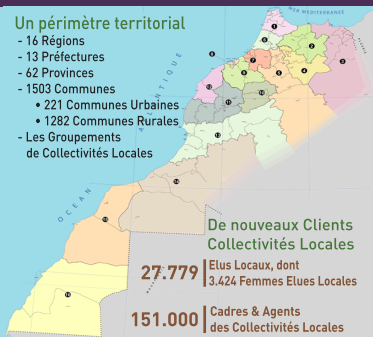 Un périmètre territorial
- 16 Régions
- 13 Préfectures
- 62 Provinces
- 1503 Communes
• 221 Communes Urbaines
• 1282 Communes Rurales
- Les Groupements
de Collectivités Locales
MER MEDITERRANEE
OCEAN ATLANTIQUE
De nouveaux Clients
Collectivités Locales
27.779 Elus Locaux, dont
3.424 Femmes Elues Locales
151.000 Cadres & Agents
des Collectivités Locales